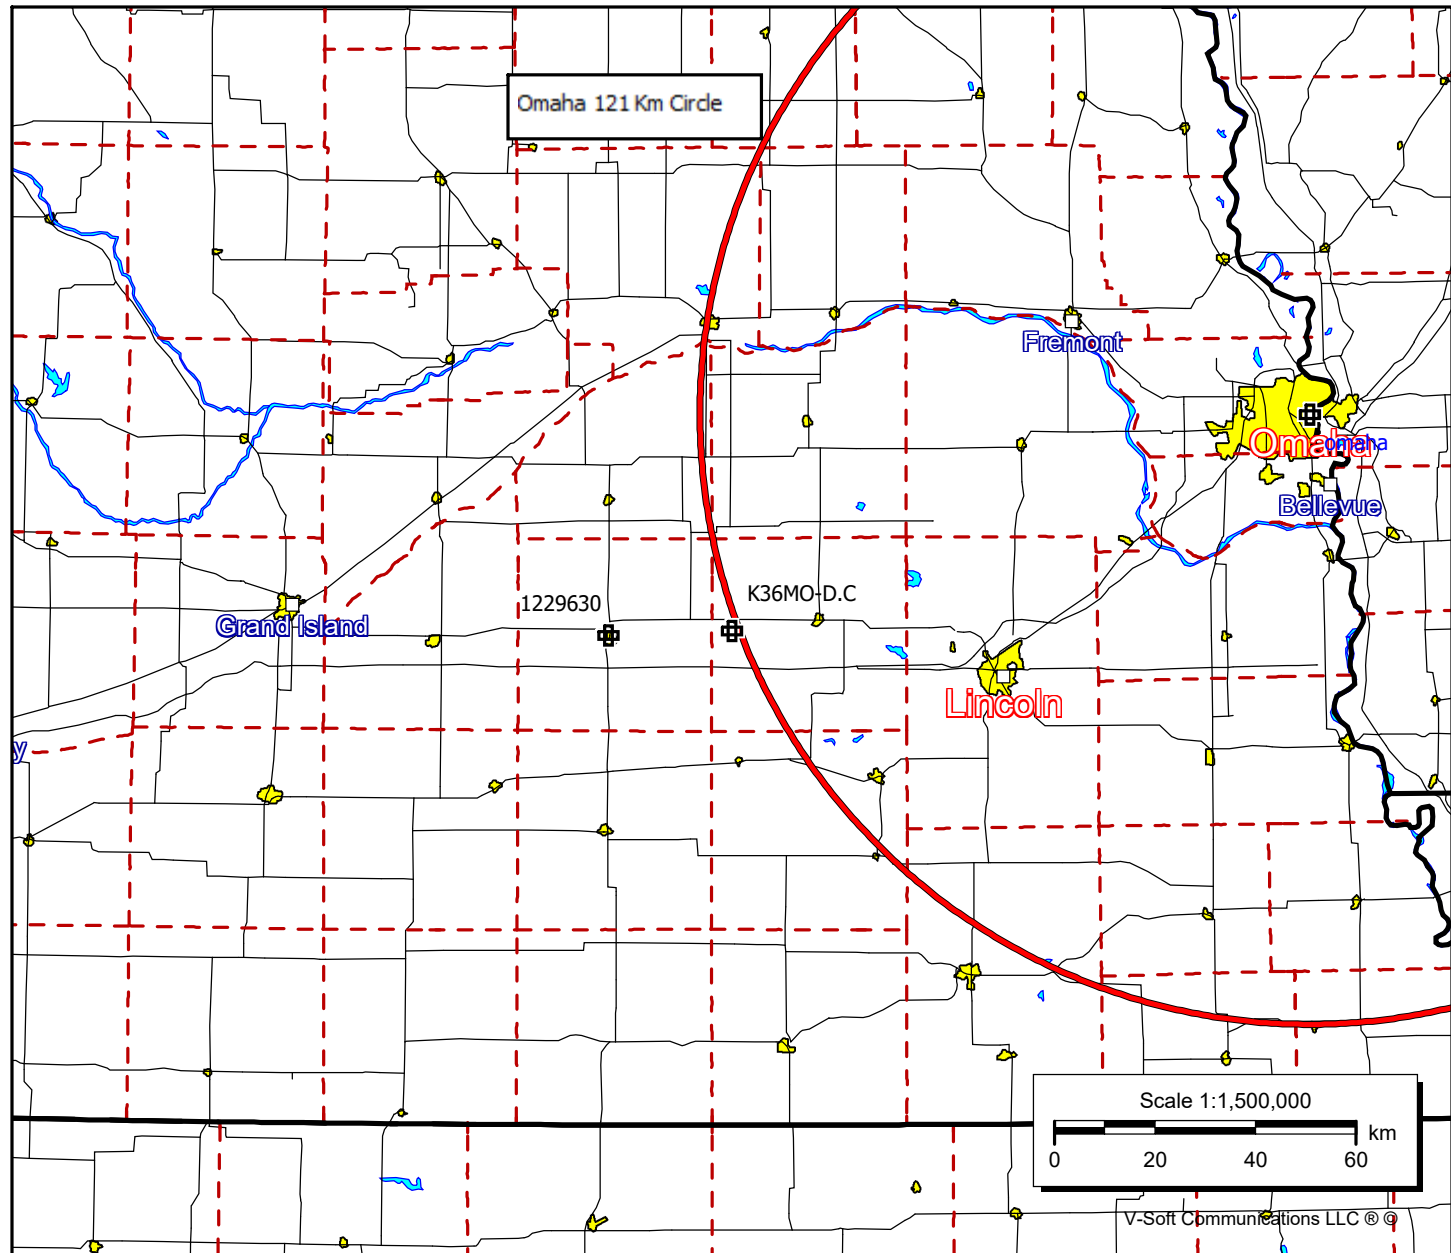 Omaha 121 Km Circle
Fremont
Omaha
omaha
Bellevue
K36MO-D.C
1229630
Grand Island
Lincoln
y
Scale 1:1,500,000
km
0 20 40 60
V-Soft Communications LLC ® ©